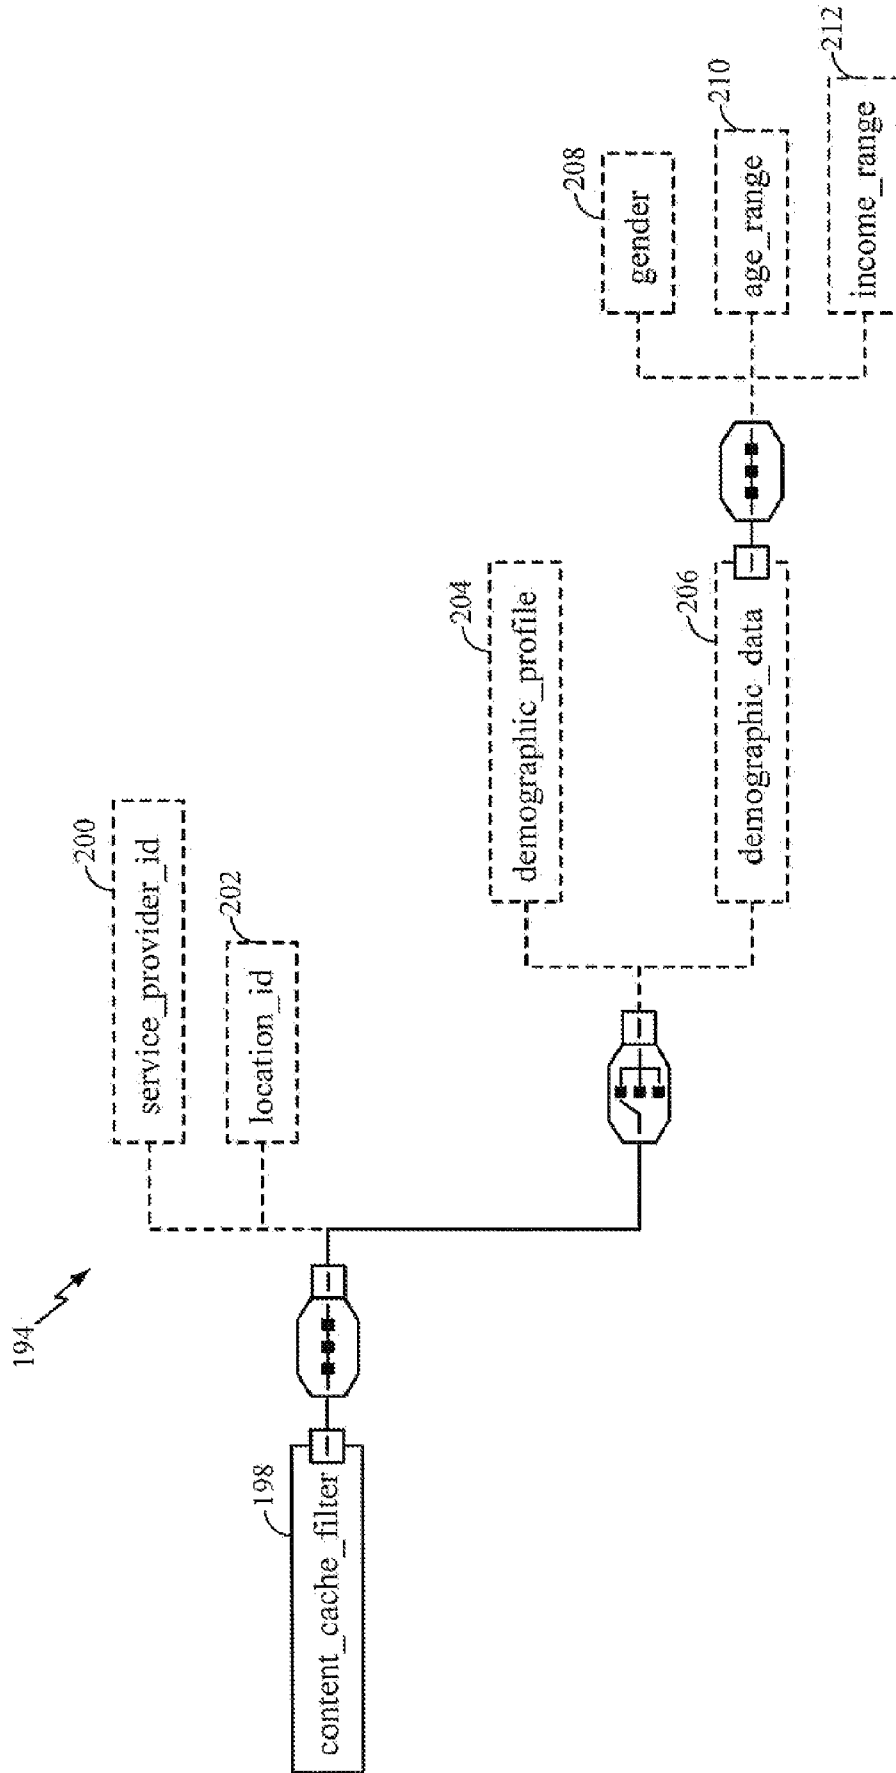 194
198
content_cache_filter
200
service_provider_id
202
location_id
204
demographic_profile
206
demographic_data
208
gender
210
age_range
212
income_range